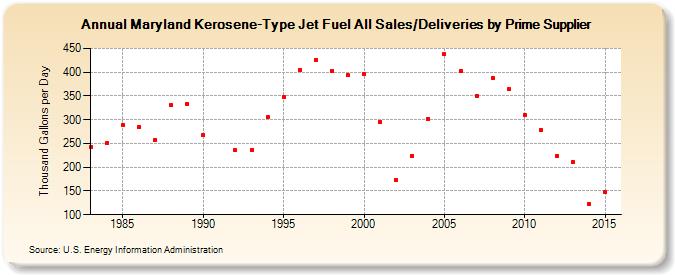 Annual Maryland Kerosene-Type Jet Fuel All Sales/Deliveries by Prime Supplier
Thousand Gallons per Day
450
400
350
300
250
200
150
100
1985 1990 1995 2000 2005 2010 2015
Source: U.S. Energy Information Administration